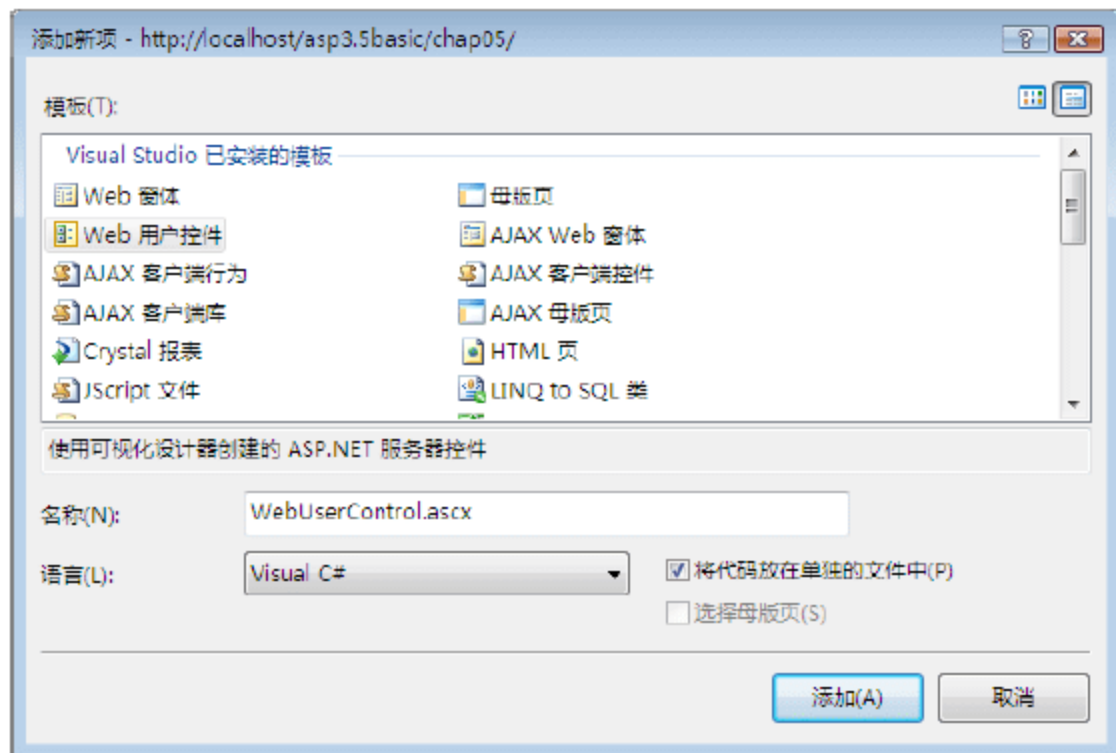 添加新项 - http://localhost/asp3.5basic/chap05/
模板(T):
Visual Studio 已安装的模板
Web 窗体
母版页
Web 用户控件
AJAX Web 窗体
AJAX 客户端行为
AJAX 客户端控件
AJAX 客户端库
AJAX 母版页
Crystal 报表
HTML 页
JScript 文件
LINQ to SQL 类
使用可视化设计器创建的 ASP.NET 服务器控件
名称(N): WebUserControl.ascx
语言(L): Visual C# 将代码放在单独的文件中(P)
选择母版页(S)
添加(A) 取消